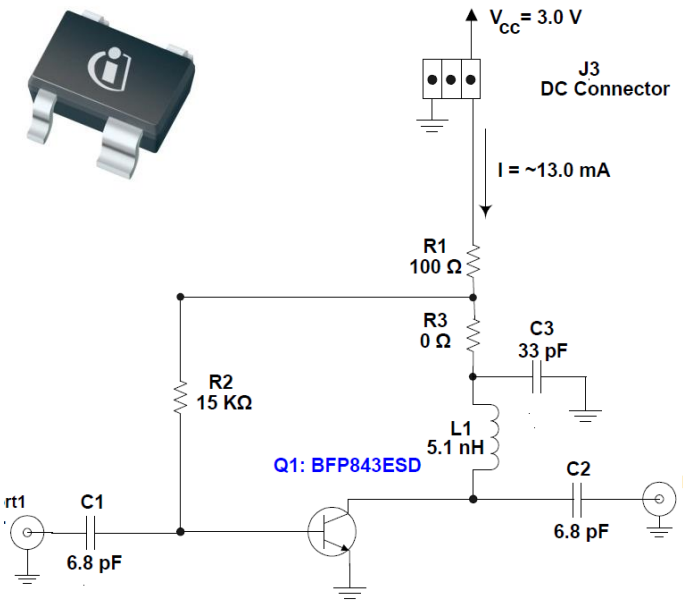 V_CC = 3.0 V
J3
DC Connector
I = ~13.0 mA
R1
100 Ω
R3
0 Ω
C3
33 pF
R2
15 KΩ
L1
5.1 nH
Q1: BFP843ESD
C2
6.8 pF
rt1
C1
6.8 pF